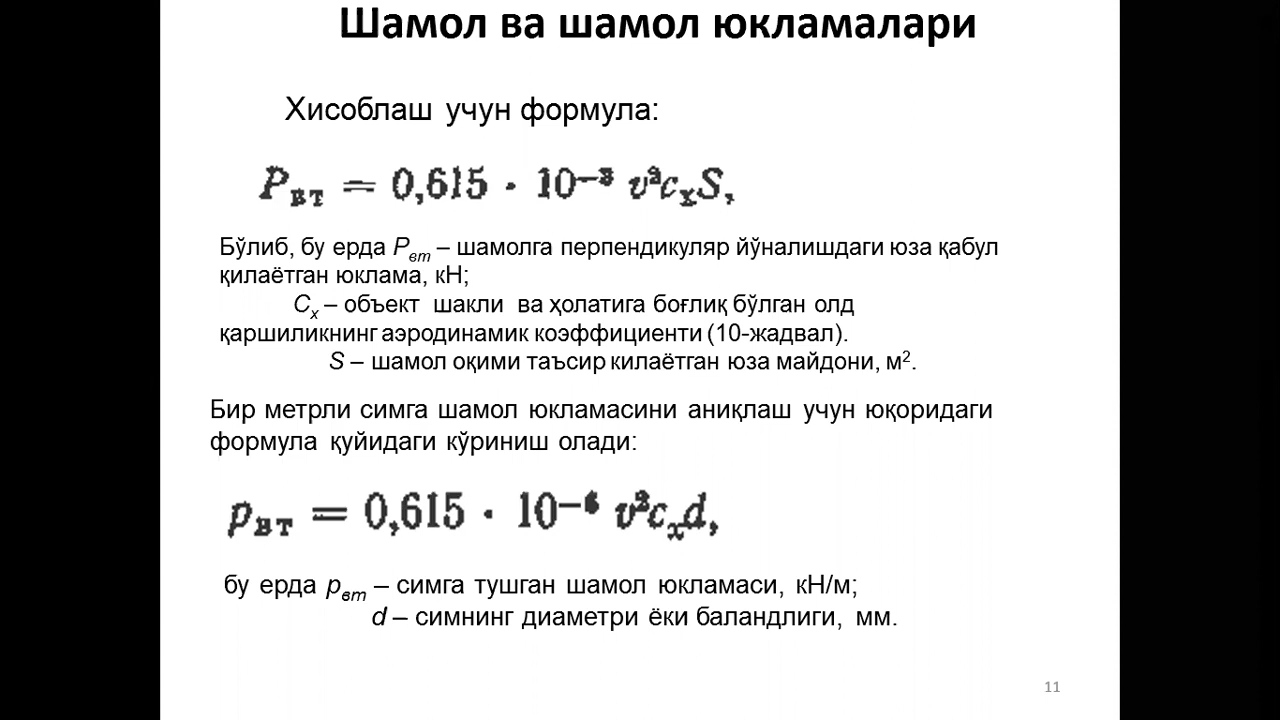 Шамол ва шамол юкламалари
Хисоблаш учун формула:
Pвт = 0,615 · 10⁻³ v²cₓS,
Бўлиб, бу ерда Pвт – шамолга перпендикуляр йўналишдаги юза қабул
қилаётган юклама, кН;
Cₓ – объект шакли ва ҳолатига боғлиқ бўлган олд
қаршиликнинг аэродинамик коэффициенти (10-жадвал).
S – шамол оқими таъсир килаётган юза майдони, м².
Бир метрли симга шамол юкламасини аниқлаш учун юқоридаги
формула қуйидаги кўриниш олади:
pвт = 0,615 · 10⁻⁶ v²cₓd,
бу ерда pвт – симга тушган шамол юкламаси, кН/м;
d – симнинг диаметри ёки баландлиги, мм.
11